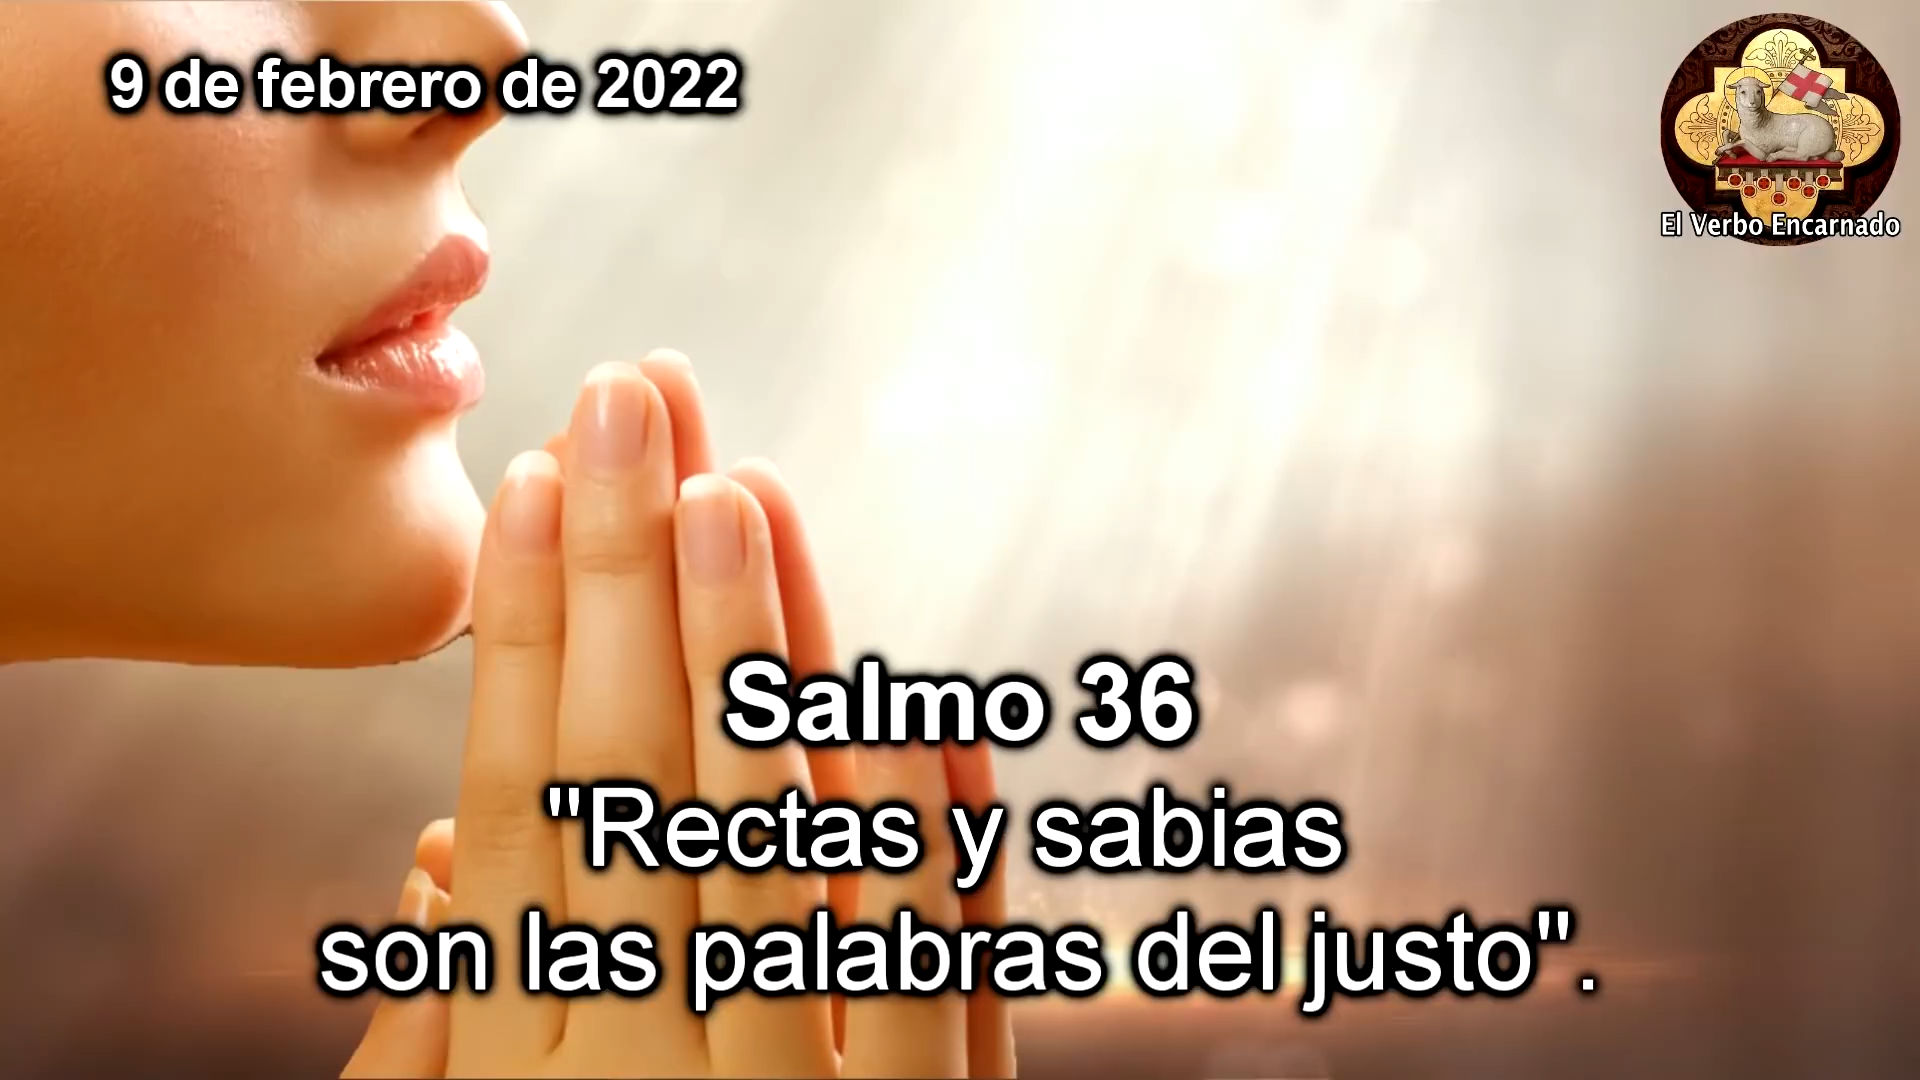 9 de febrero de 2022
El Verbo Encarnado
Salmo 36
"Rectas y sabias
son las palabras del justo".